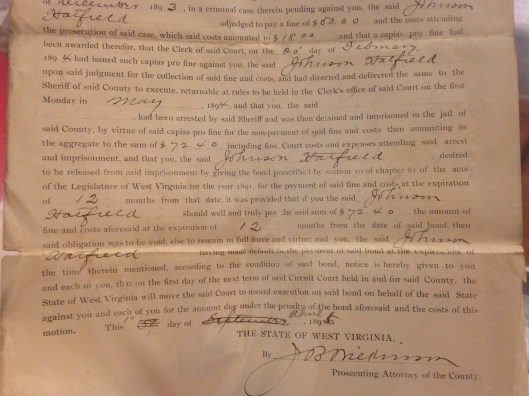 of December 1893, in a criminal case therein pending against you, the said Johnson
Hatfield adjudged to pay a fine of $50.00 and the costs attending
the prosecution of said case, which said costs amounted to $18.00 and that a capias pro fine had
been awarded therefor, that the Clerk of said Court, on the 20" day of Febuary
1894 had issued such capias pro fine against you, the said Johnson Hatfield
upon said judgment for the collection of said fine and costs, and had directed and delivered the same to the
Sheriff of said County to execute, returnable at rules to be held in the Clerk's office of said Court on the first
Monday in May, 1894, and that you, the said
, had been arrested by said Sheriff and was then detained and imprisoned in the jail of
said County, by virtue of said capias pro fine for the non-payment of said fine and costs then amounting in
the aggregate to the sum of $72.40, including fine, Court costs and expenses attending said arrest
and imprisonment, and that you, the said Johnson Hatfield, desired
to be released from said imprisonment by giving the bond prescribed by section 10 of chapter 61 of the acts
of the Legislature of West Virginia for the year 1891, for the payment of said fine and costs at the expiration
of 12 months from that date, it was provided that if you the said Johnson
Hatfield should well and truly pay the said sum of $72.40, the amount of
fine and costs aforesaid at the expiration of 12 months from the date of said bond, then
said obligation was to be void, else to remain in full force and virtue; and you, the said Johnson
Hatfield having made default in the payment of said bond at the expiration of
the time therein mentioned, according to the condition of said bond, notice is hereby given to you
and each of you, that on the first day of the next term of said Circuit Court held in and for said County, the
State of West Virginia will move the said Court to award execution on said bond on behalf of the said State
against you and each of you for the amount due under the penalty of the bond aforesaid and the costs of this
motion. This 1st day of September 189
THE STATE OF WEST VIRGINIA.
By J B Wilkinson
Prosecuting Attorney of the County.